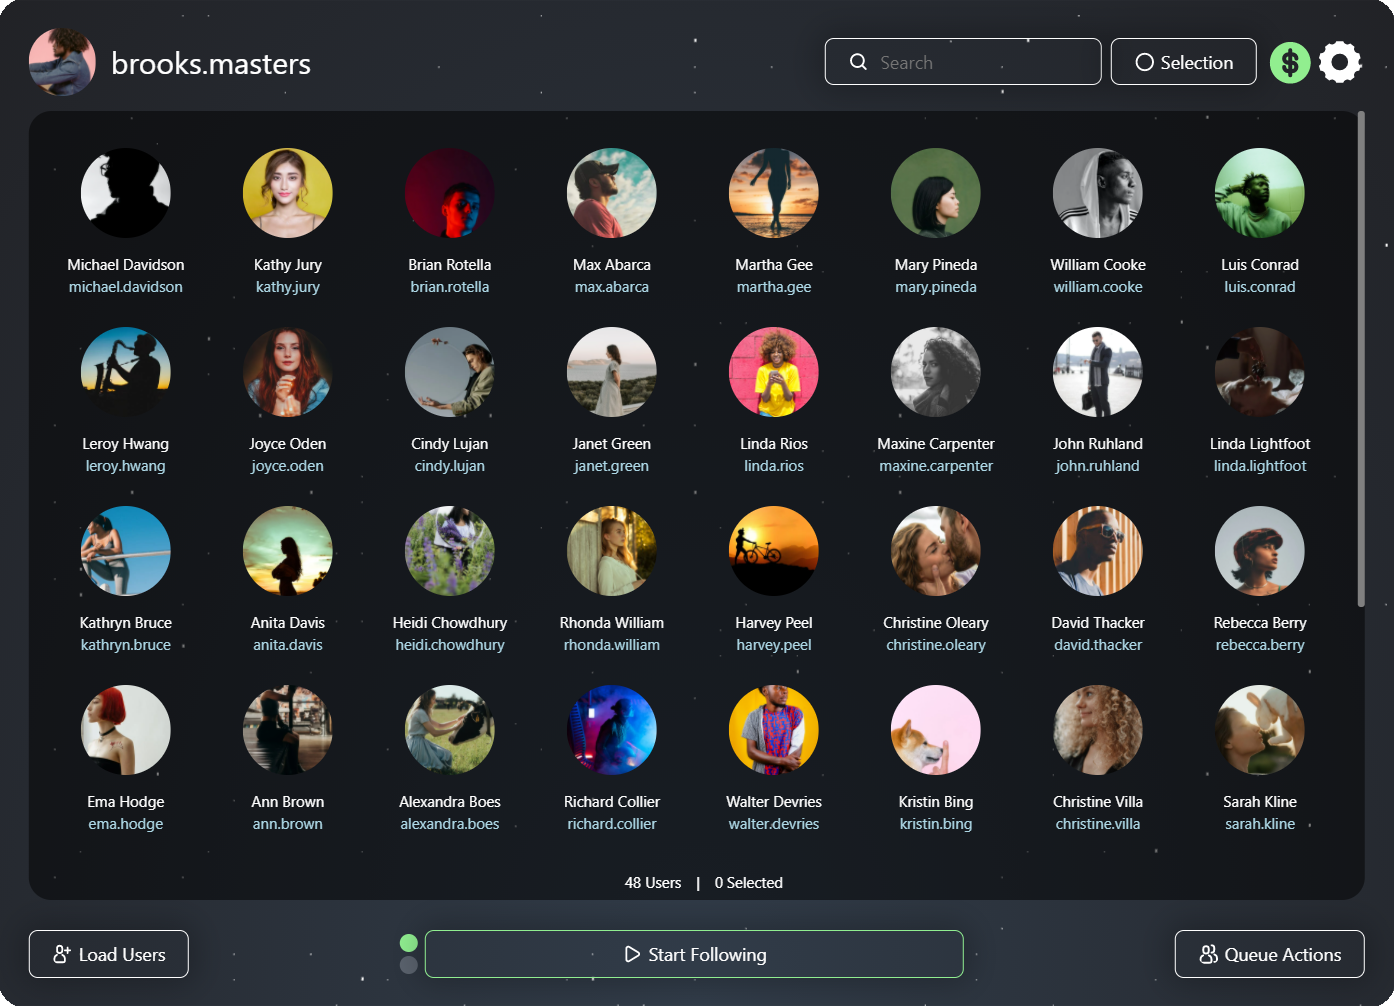 brooks.masters
Search
Selection
$
Michael Davidson
michael.davidson
Kathy Jury
kathy.jury
Brian Rotella
brian.rotella
Max Abarca
max.abarca
Martha Gee
martha.gee
Mary Pineda
mary.pineda
William Cooke
william.cooke
Luis Conrad
luis.conrad
Leroy Hwang
leroy.hwang
Joyce Oden
joyce.oden
Cindy Lujan
cindy.lujan
Janet Green
janet.green
Linda Rios
linda.rios
Maxine Carpenter
maxine.carpenter
John Ruhland
john.ruhland
Linda Lightfoot
linda.lightfoot
Kathryn Bruce
kathryn.bruce
Anita Davis
anita.davis
Heidi Chowdhury
heidi.chowdhury
Rhonda William
rhonda.william
Harvey Peel
harvey.peel
Christine Oleary
christine.oleary
David Thacker
david.thacker
Rebecca Berry
rebecca.berry
Ema Hodge
ema.hodge
Ann Brown
ann.brown
Alexandra Boes
alexandra.boes
Richard Collier
richard.collier
Walter Devries
walter.devries
Kristin Bing
kristin.bing
Christine Villa
christine.villa
Sarah Kline
sarah.kline
48 Users | 0 Selected
Load Users
Start Following
Queue Actions